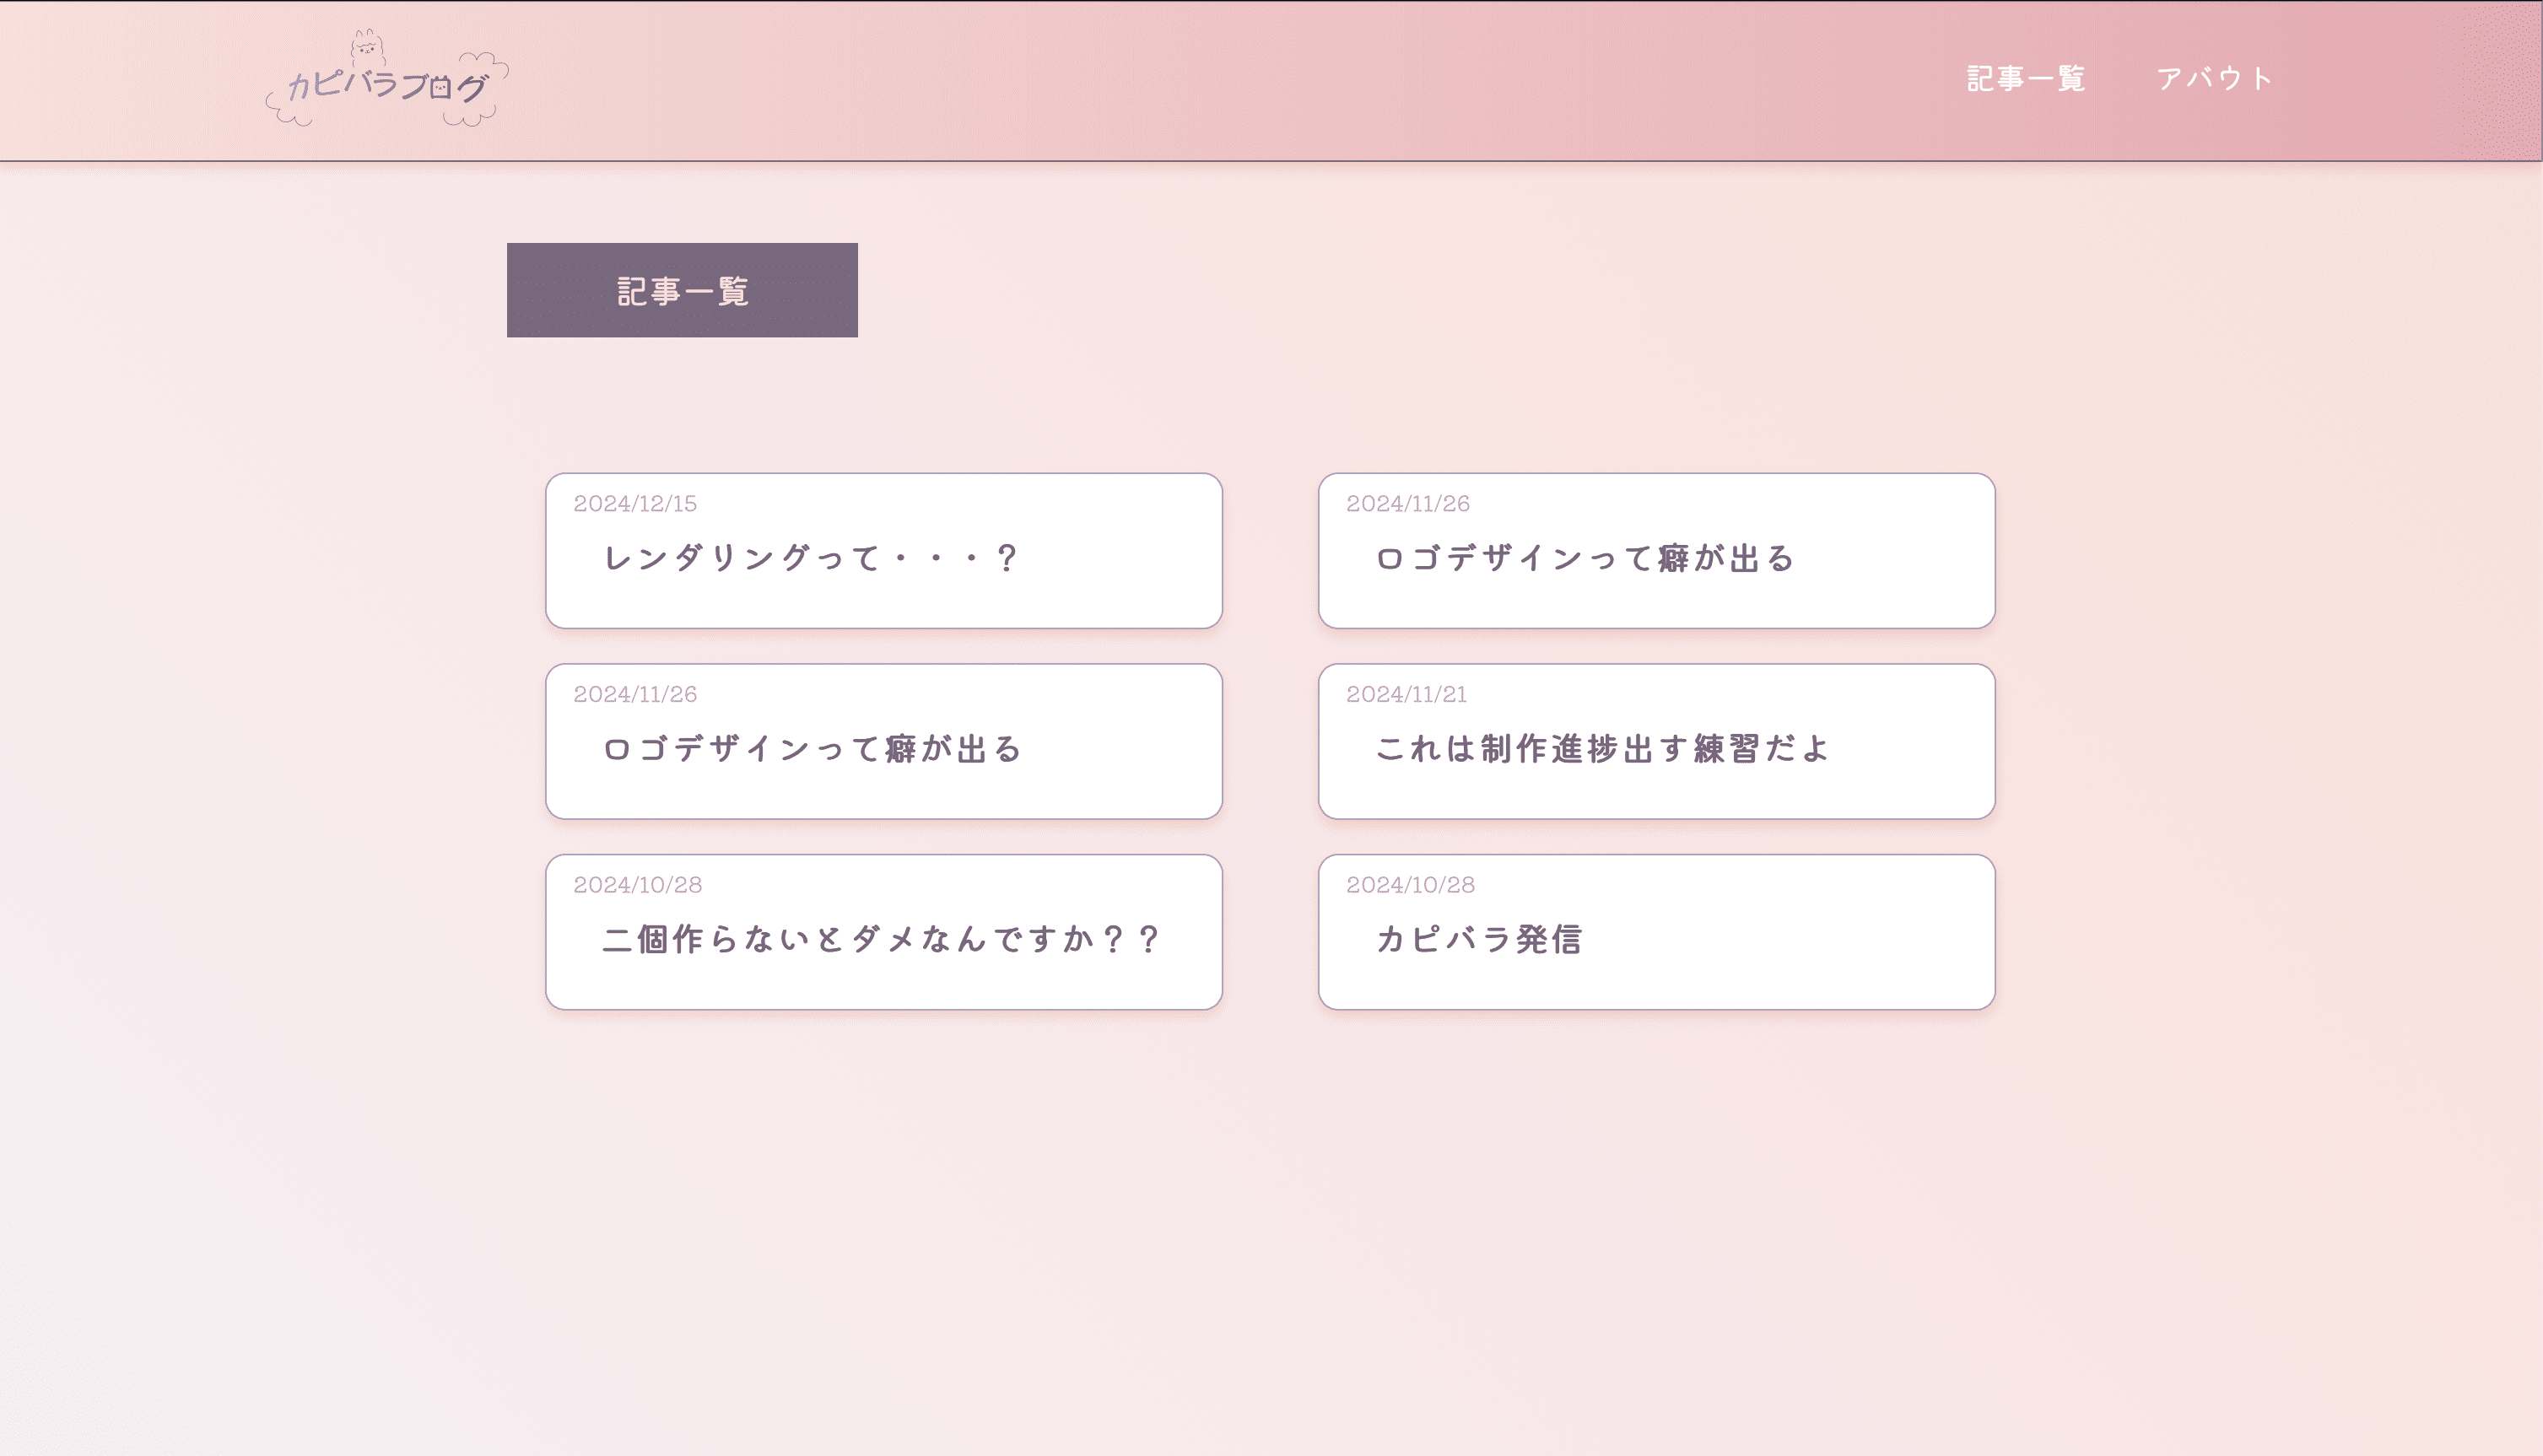 カピバラブログ
記事一覧
アバウト
記事一覧
2024/12/15
レンダリングって・・・？
2024/11/26
ロゴデザインって癖が出る
2024/11/26
ロゴデザインって癖が出る
2024/11/21
これは制作進捗出す練習だよ
2024/10/28
二個作らないとダメなんですか？？
2024/10/28
カピバラ発信